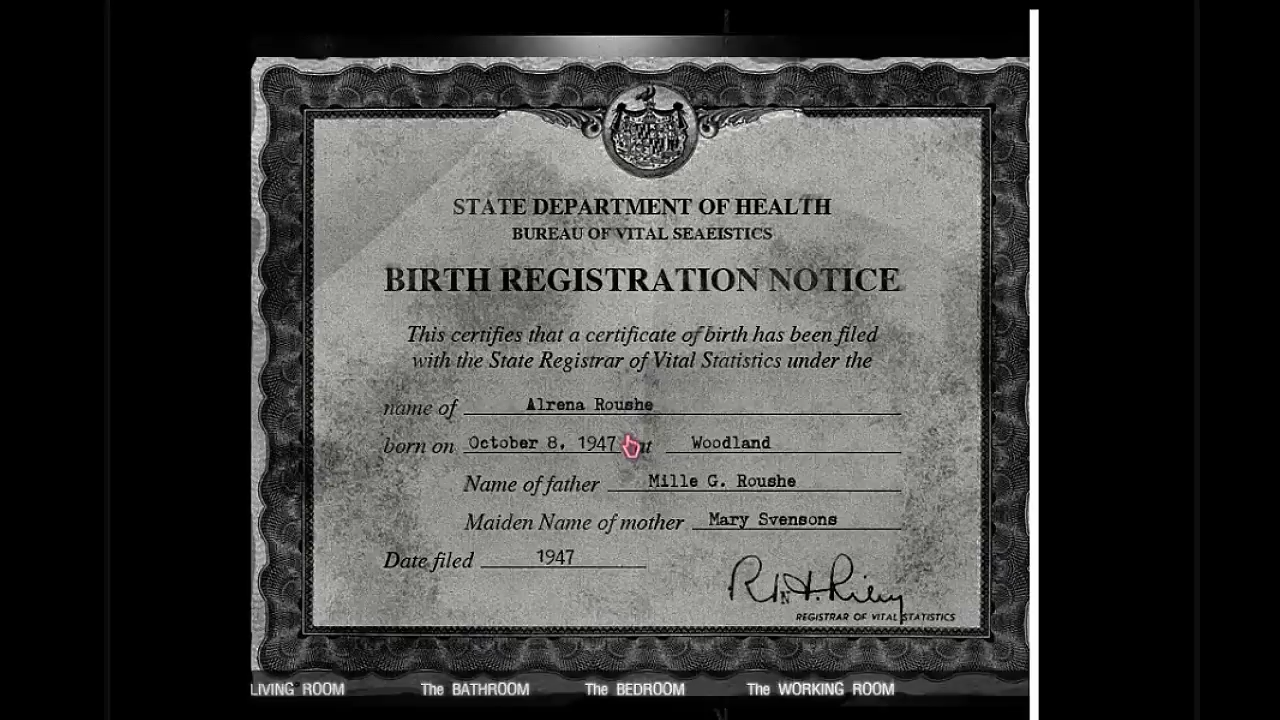 STATE DEPARTMENT OF HEALTH
BUREAU OF VITAL SEAEISTICS
BIRTH REGISTRATION NOTICE
This certifies that a certificate of birth has been filed
with the State Registrar of Vital Statistics under the
name of Alrena Roushe
born on October 8, 1947 at Woodland
Name of father Mille G. Roushe
Maiden Name of mother Mary Svensons
Date filed 1947
REGISTRAR OF VITAL STATISTICS
LIVING ROOM The BATHROOM The BEDROOM The WORKING ROOM